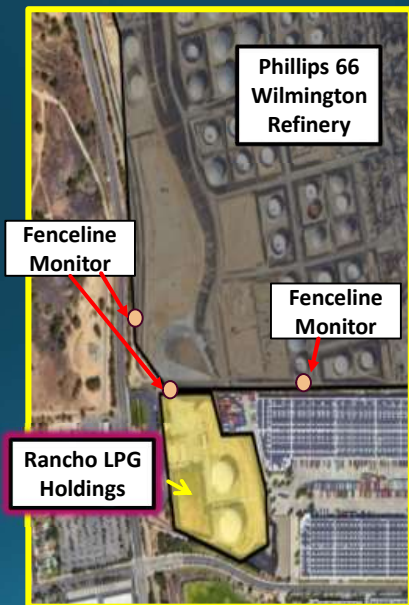 Phillips 66
Wilmington
Refinery
Fenceline
Monitor
Fenceline
Monitor
Rancho LPG
Holdings